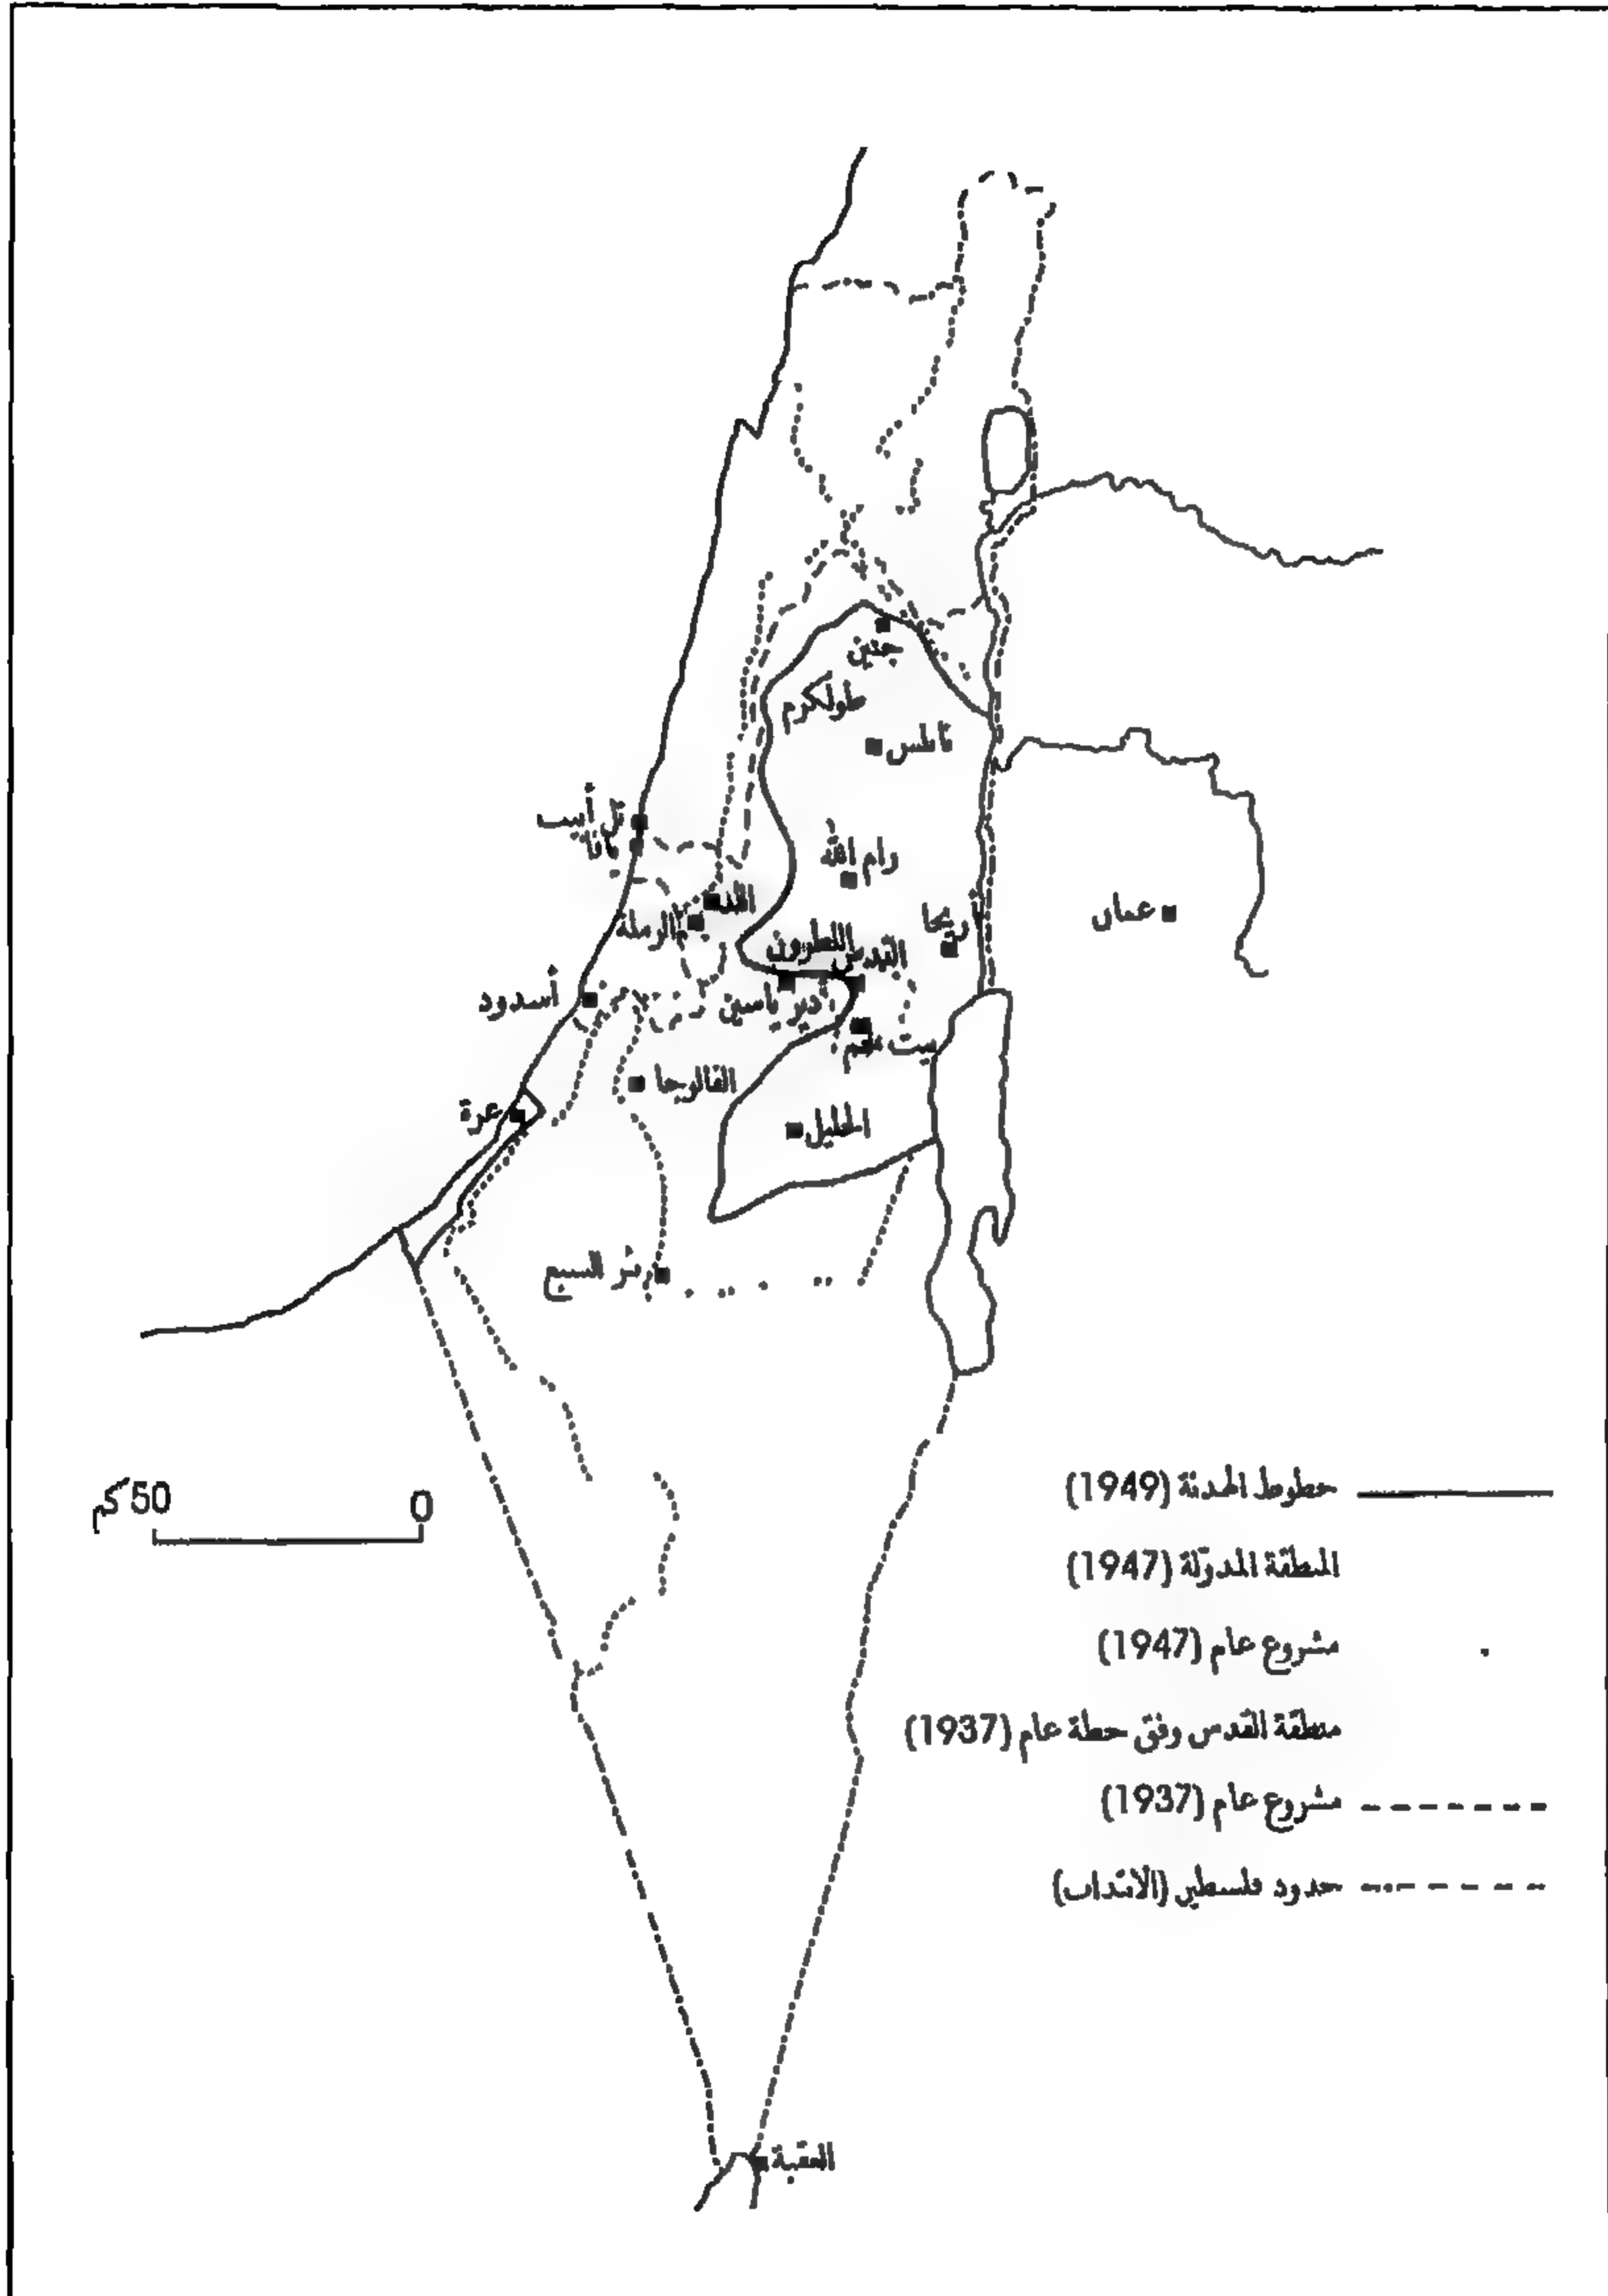 جنين
طولكرم
نابلس
تل أبيب
يافا
رام الله
اللد
الرملة
أريحا
عمان
اللطرون
القدس
أسدود
دير ياسين
بيت لحم
الفالوجا
غزة
الخليل
بئر السبع
50 كم
0
خطوط الهدنة (1949)
المنطقة المدوّلة (1947)
مشروع عام (1947)
منطقة القدس وفق خطة عام (1937)
مشروع عام (1937)
حدود فلسطين (الانتداب)
العقبة